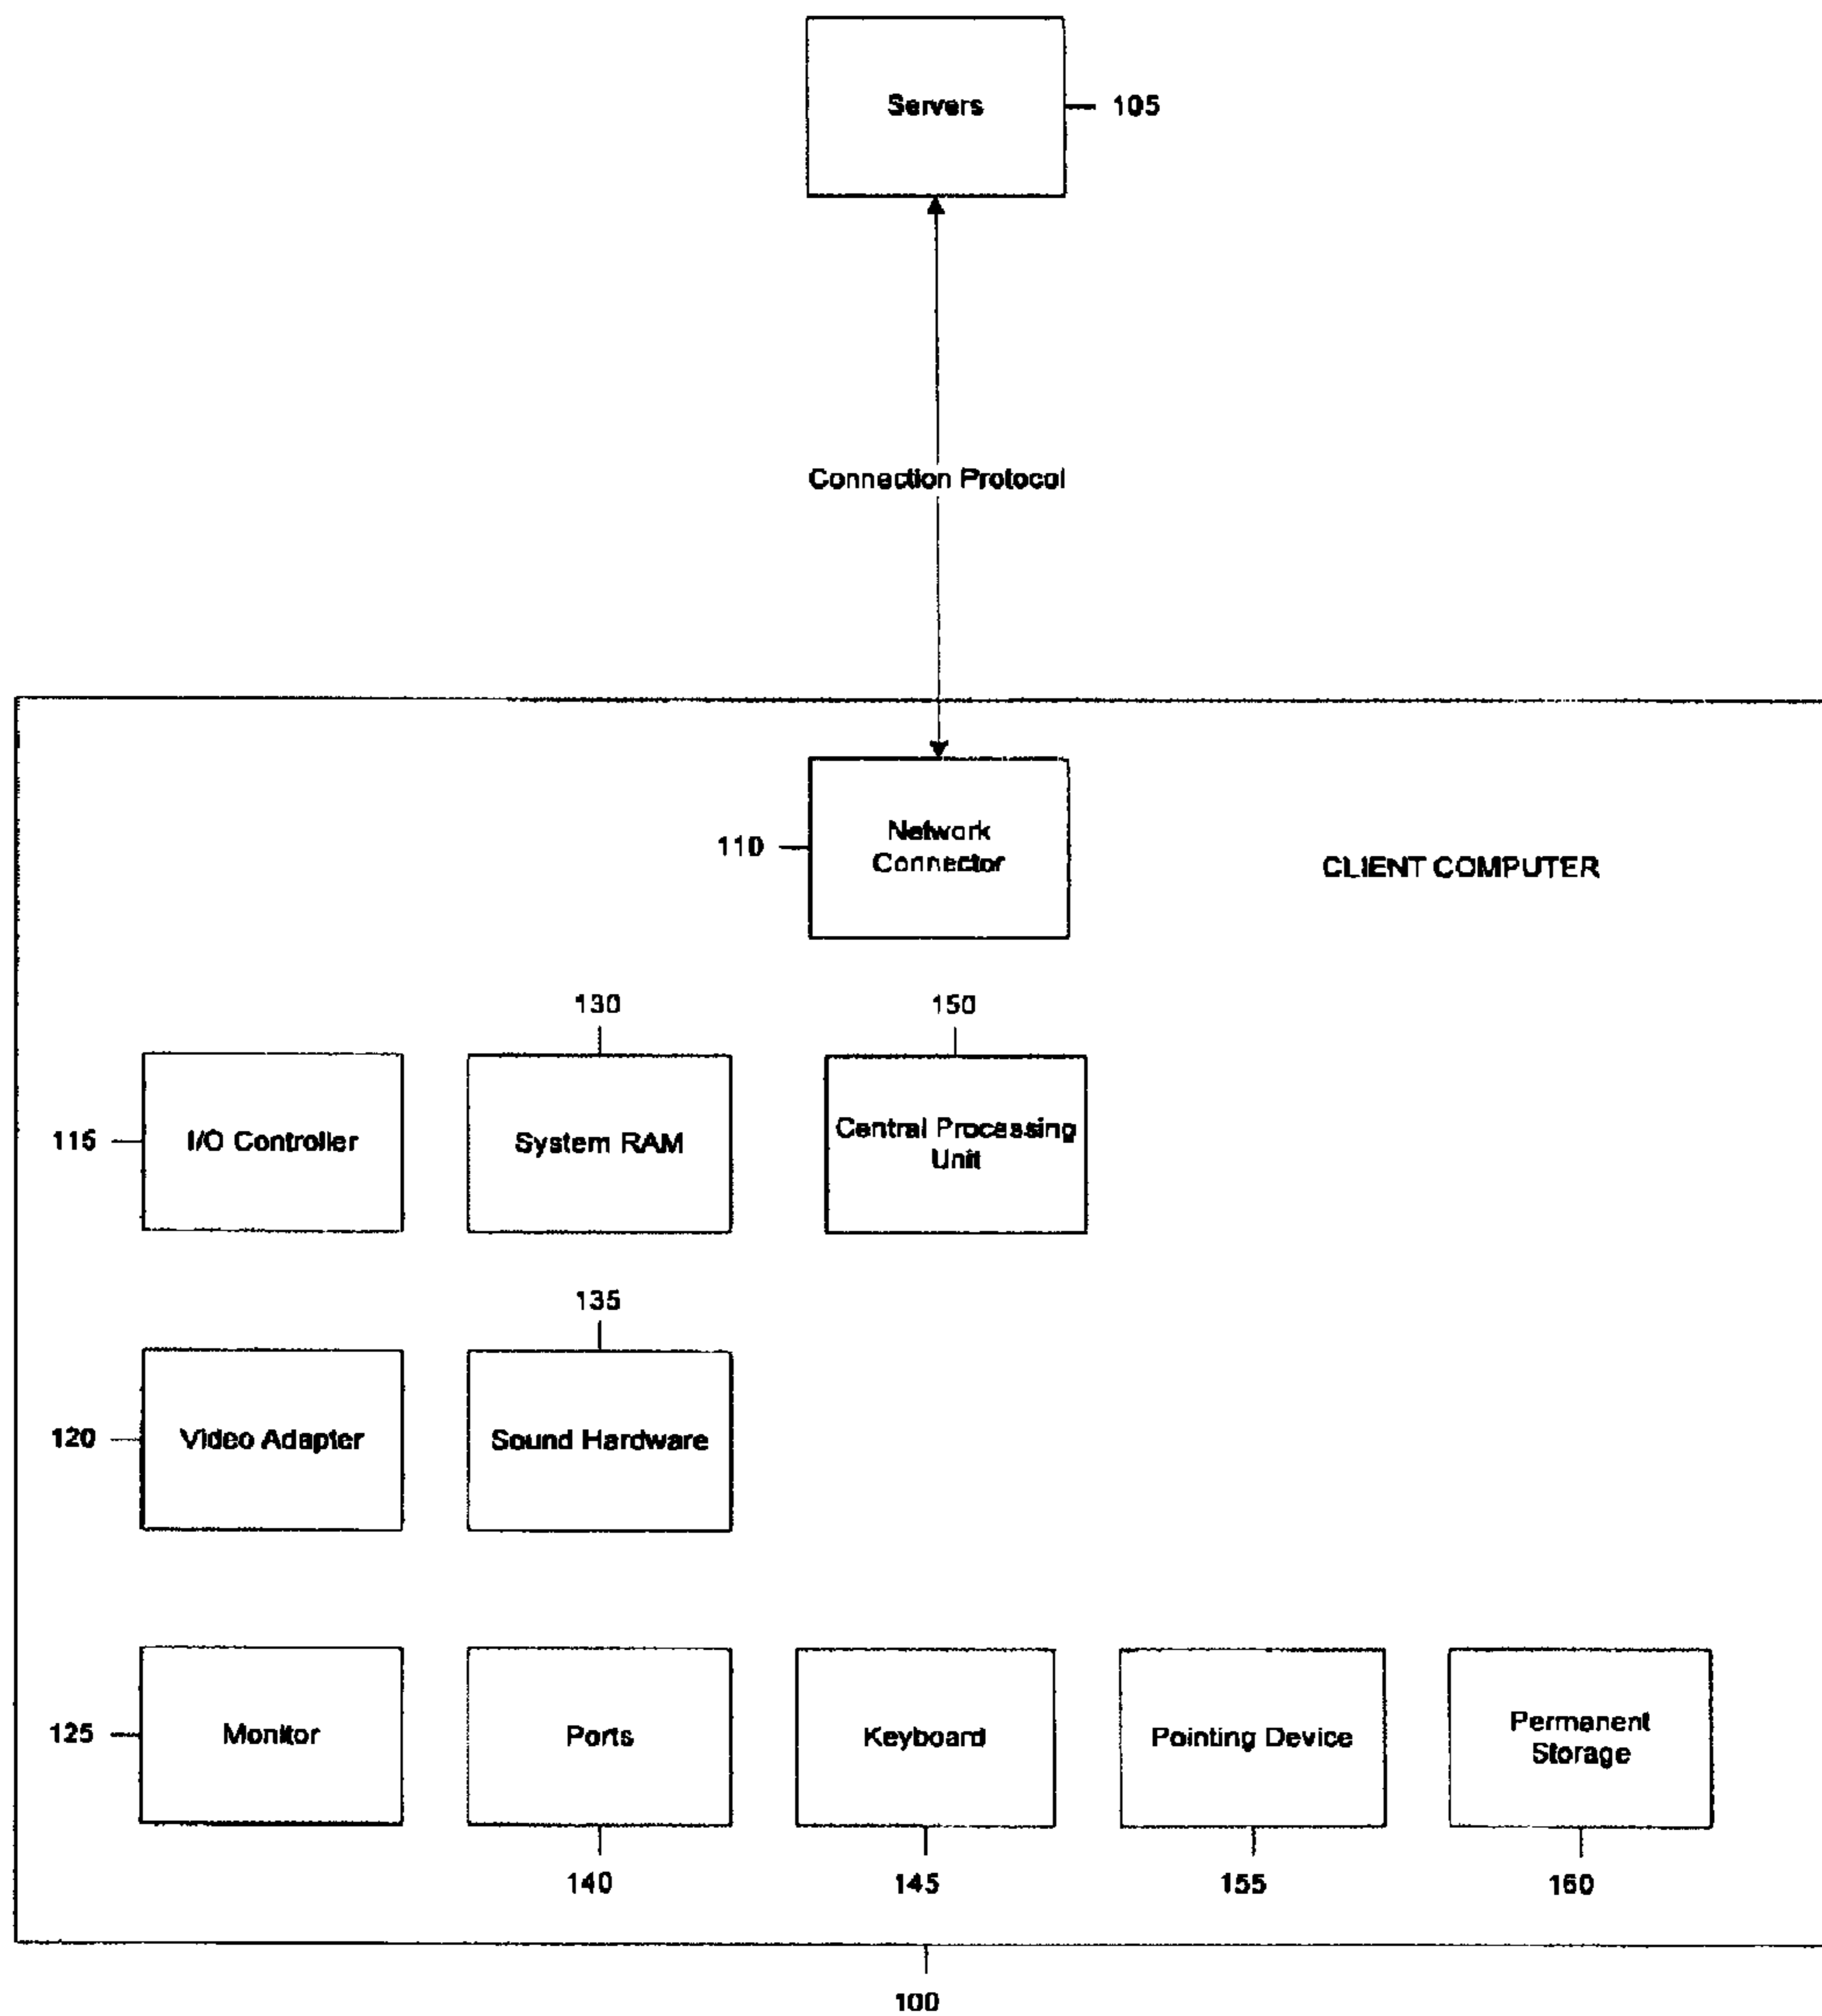 Servers
105
Connection Protocol
110
Network
Connector
CLIENT COMPUTER
130
150
115
I/O Controller
System RAM
Central Processing
Unit
135
120
Video Adapter
Sound Hardware
125
Monitor
Ports
Keyboard
Pointing Device
Permanent
Storage
140
145
155
160
100